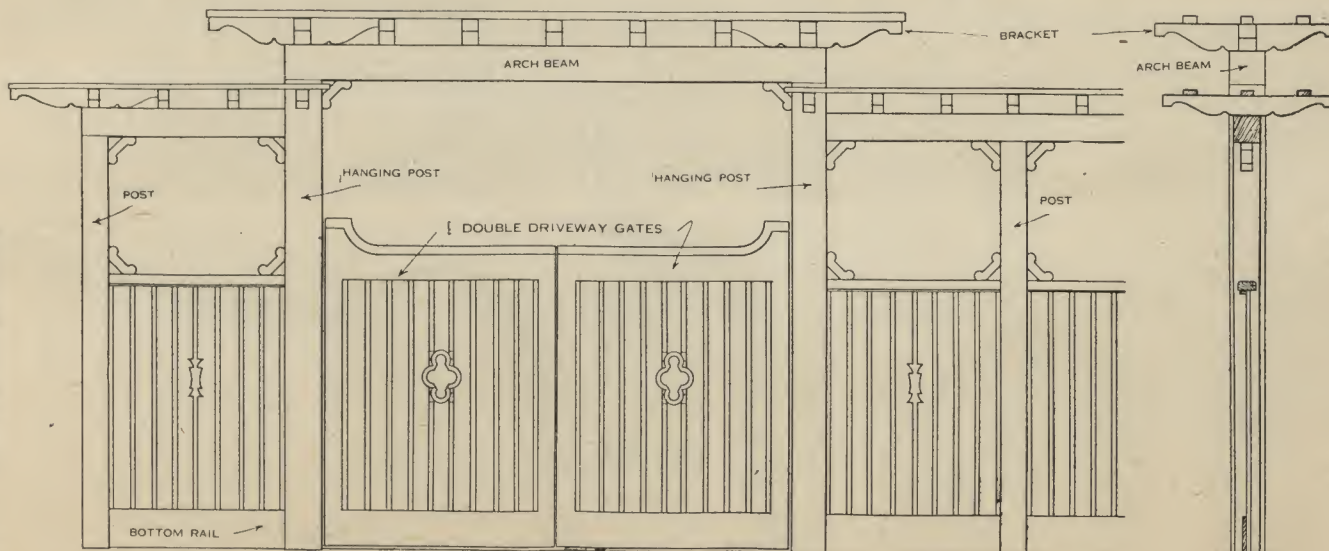 BRACKET
ARCH BEAM
ARCH BEAM
HANGING POST
HANGING POST
POST
POST
DOUBLE DRIVEWAY GATES
BOTTOM RAIL